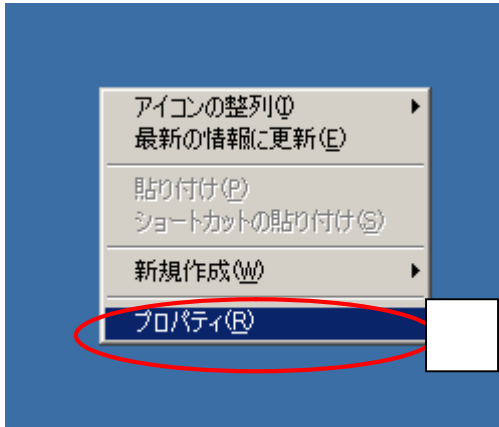 アイコンの整列(I)
最新の情報に更新(E)
貼り付け(P)
ショートカットの貼り付け(S)
新規作成(W)
プロパティ(R)